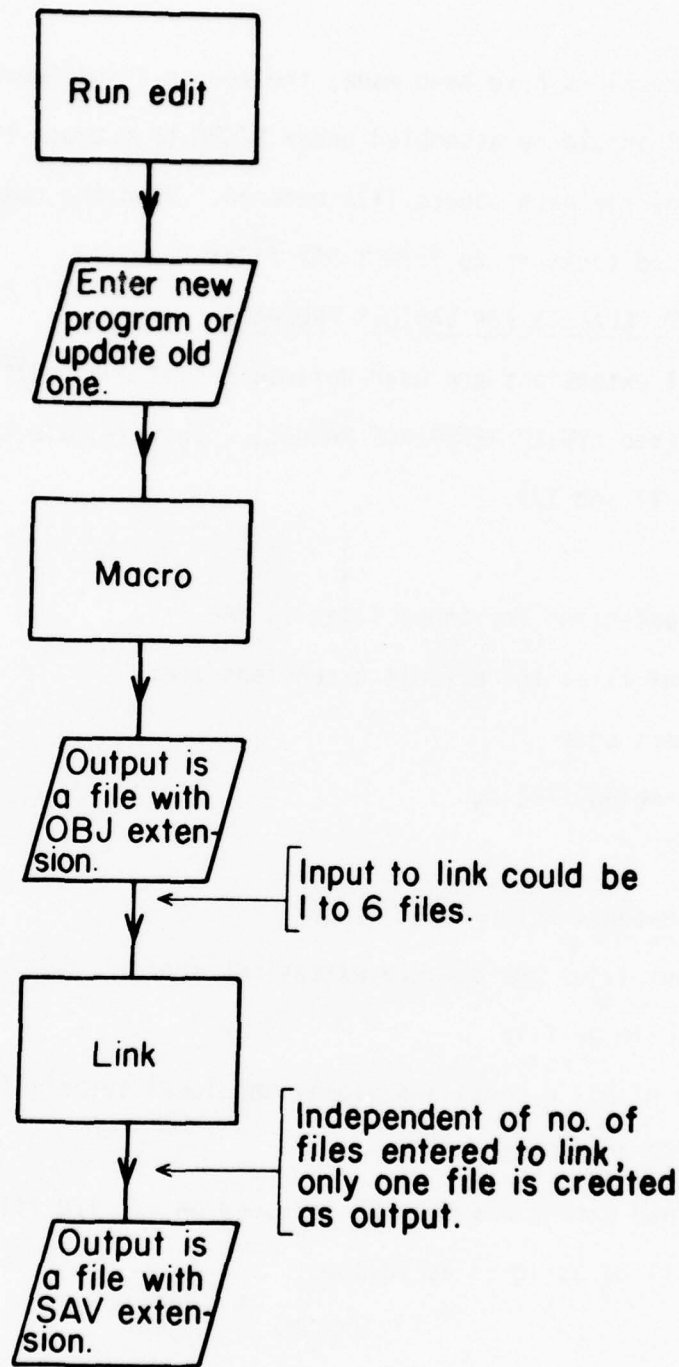 Run edit
Enter new
program or
update old
one.
Macro
Output is
a file with
OBJ exten-
sion.
Input to link could be
1 to 6 files.
Link
Independent of no. of
files entered to link,
only one file is created
as output.
Output is
a file with
SAV exten-
sion.